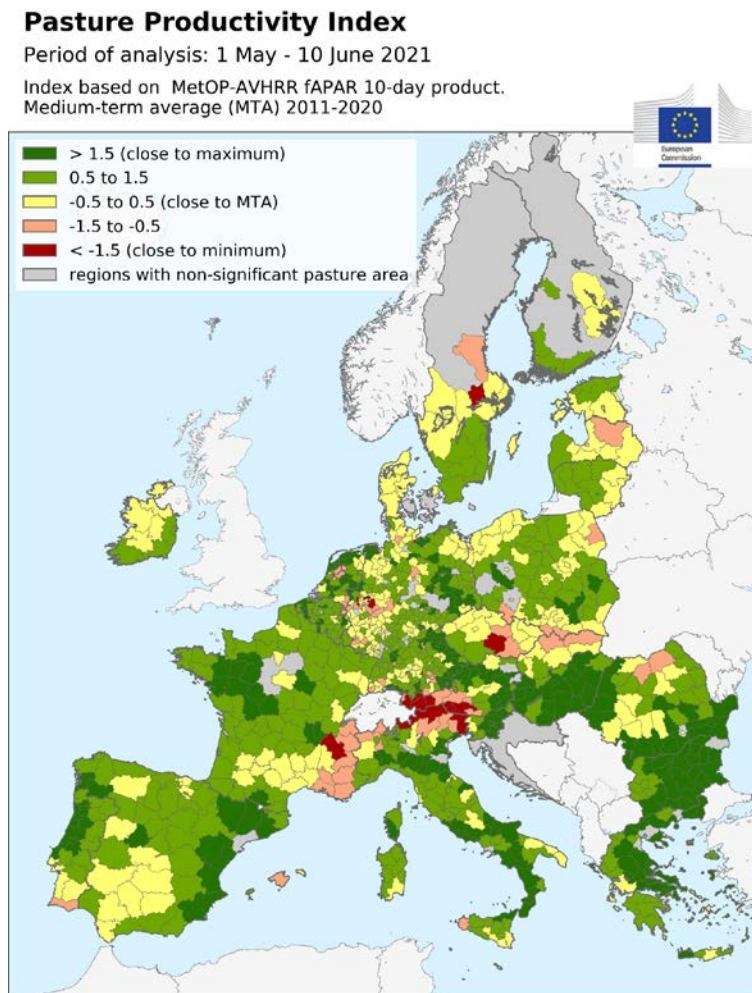 Pasture Productivity Index
Period of analysis: 1 May - 10 June 2021
Index based on  MetOP-AVHRR fAPAR 10-day product.
Medium-term average (MTA) 2011-2020
European
Commission
> 1.5 (close to maximum)
0.5 to 1.5
-0.5 to 0.5 (close to MTA)
-1.5 to -0.5
< -1.5 (close to minimum)
regions with non-significant pasture area